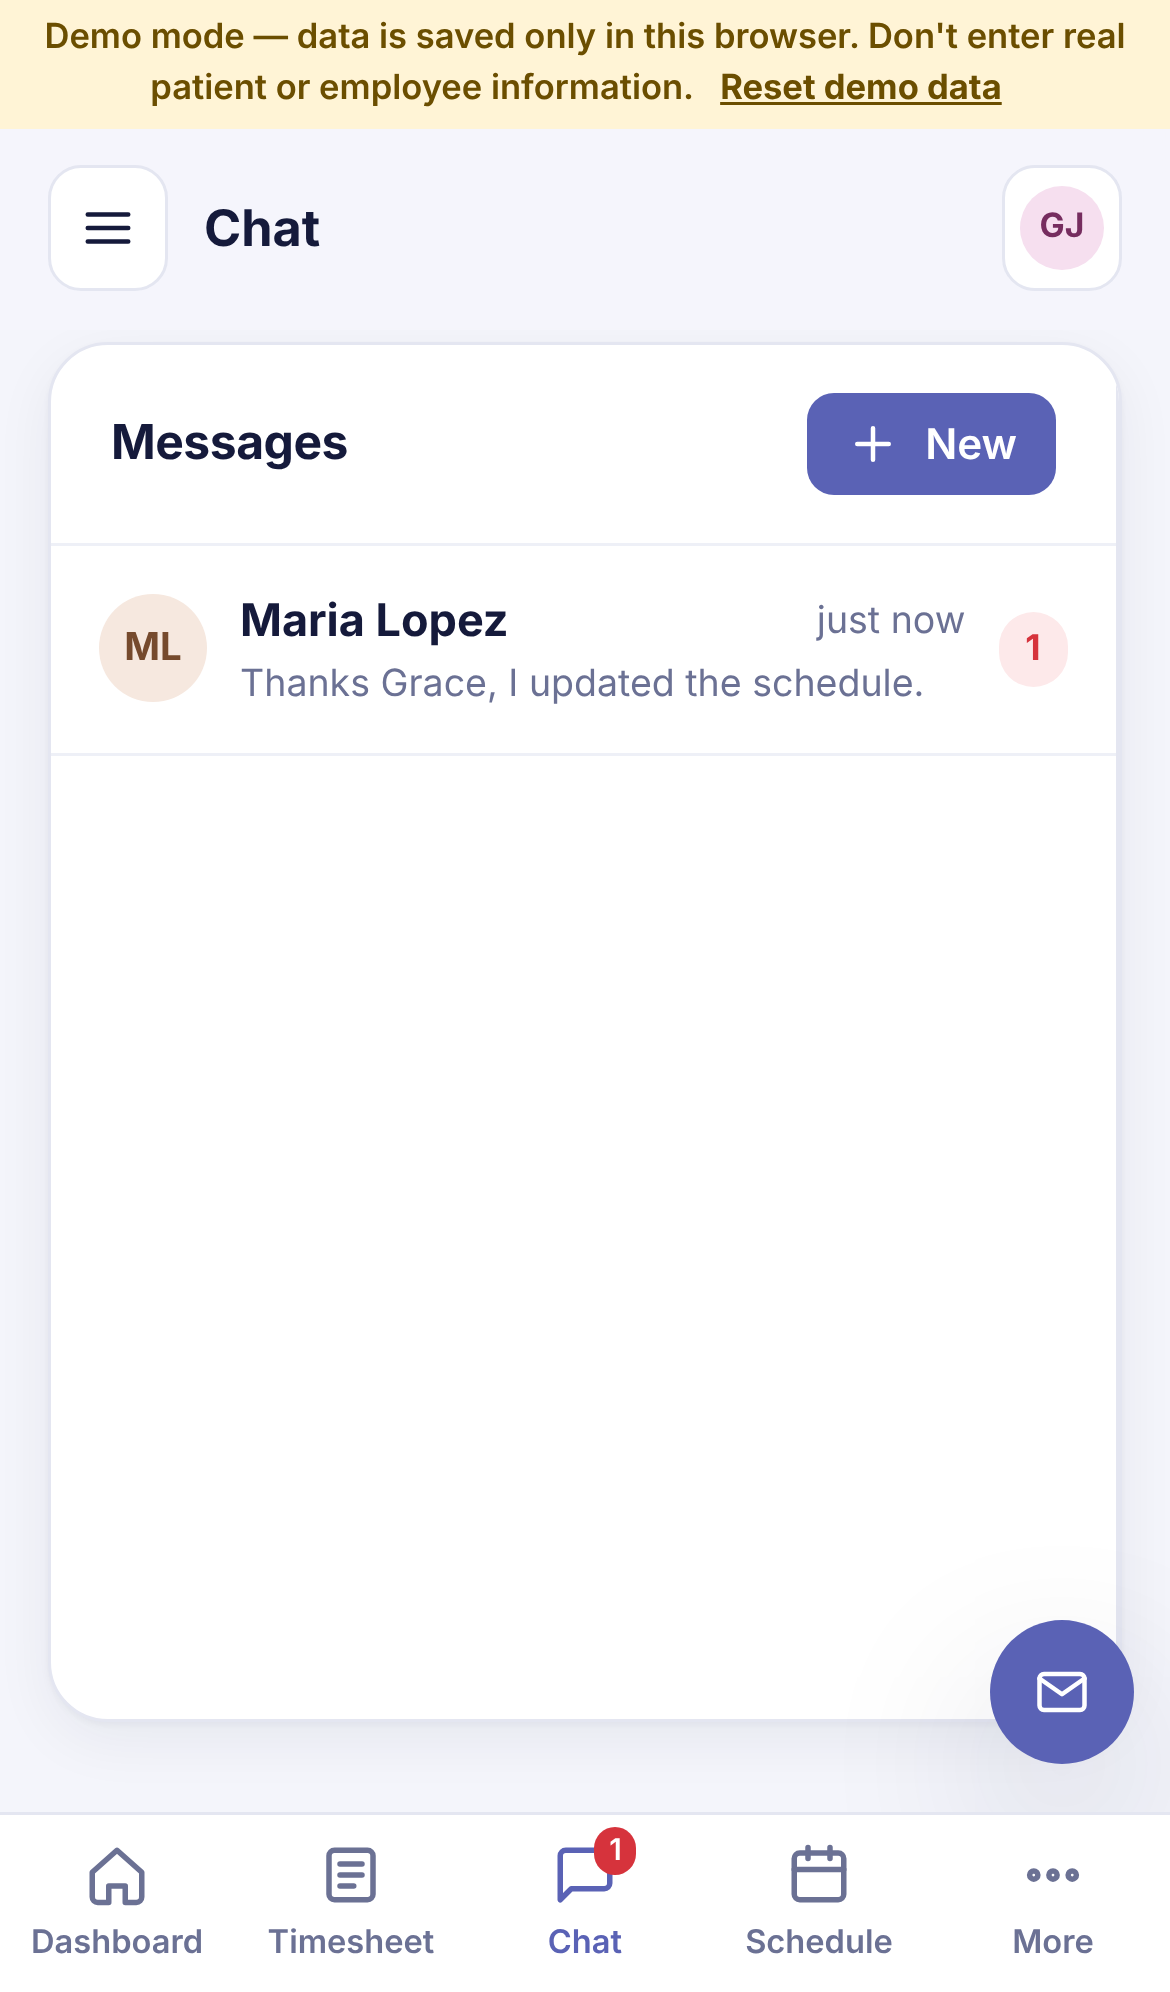 Demo mode — data is saved only in this browser. Don't enter real
patient or employee information. Reset demo data
Chat
GJ
Messages
New
ML
Maria Lopez
just now
1
Thanks Grace, I updated the schedule.
1
Dashboard
Timesheet
Chat
Schedule
More